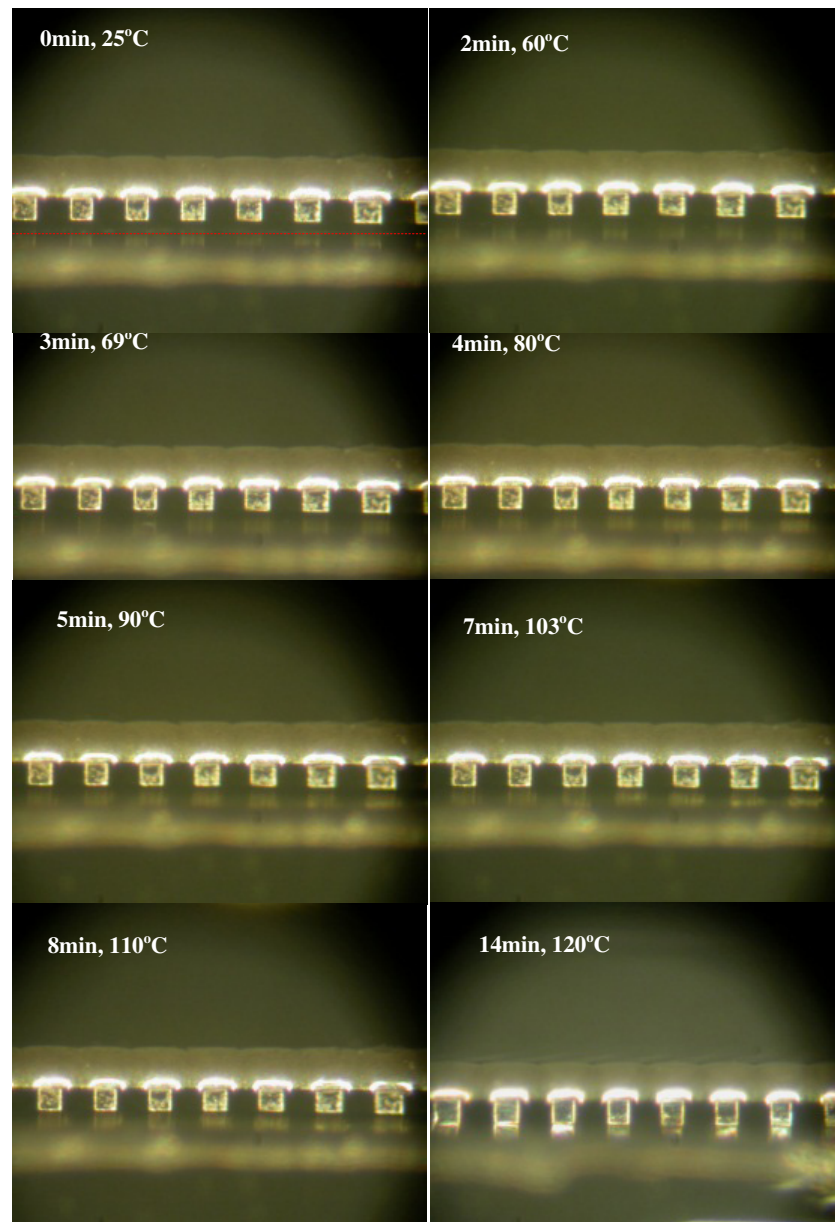 0min, 25°C
2min, 60°C
3min, 69°C
4min, 80°C
5min, 90°C
7min, 103°C
8min, 110°C
14min, 120°C